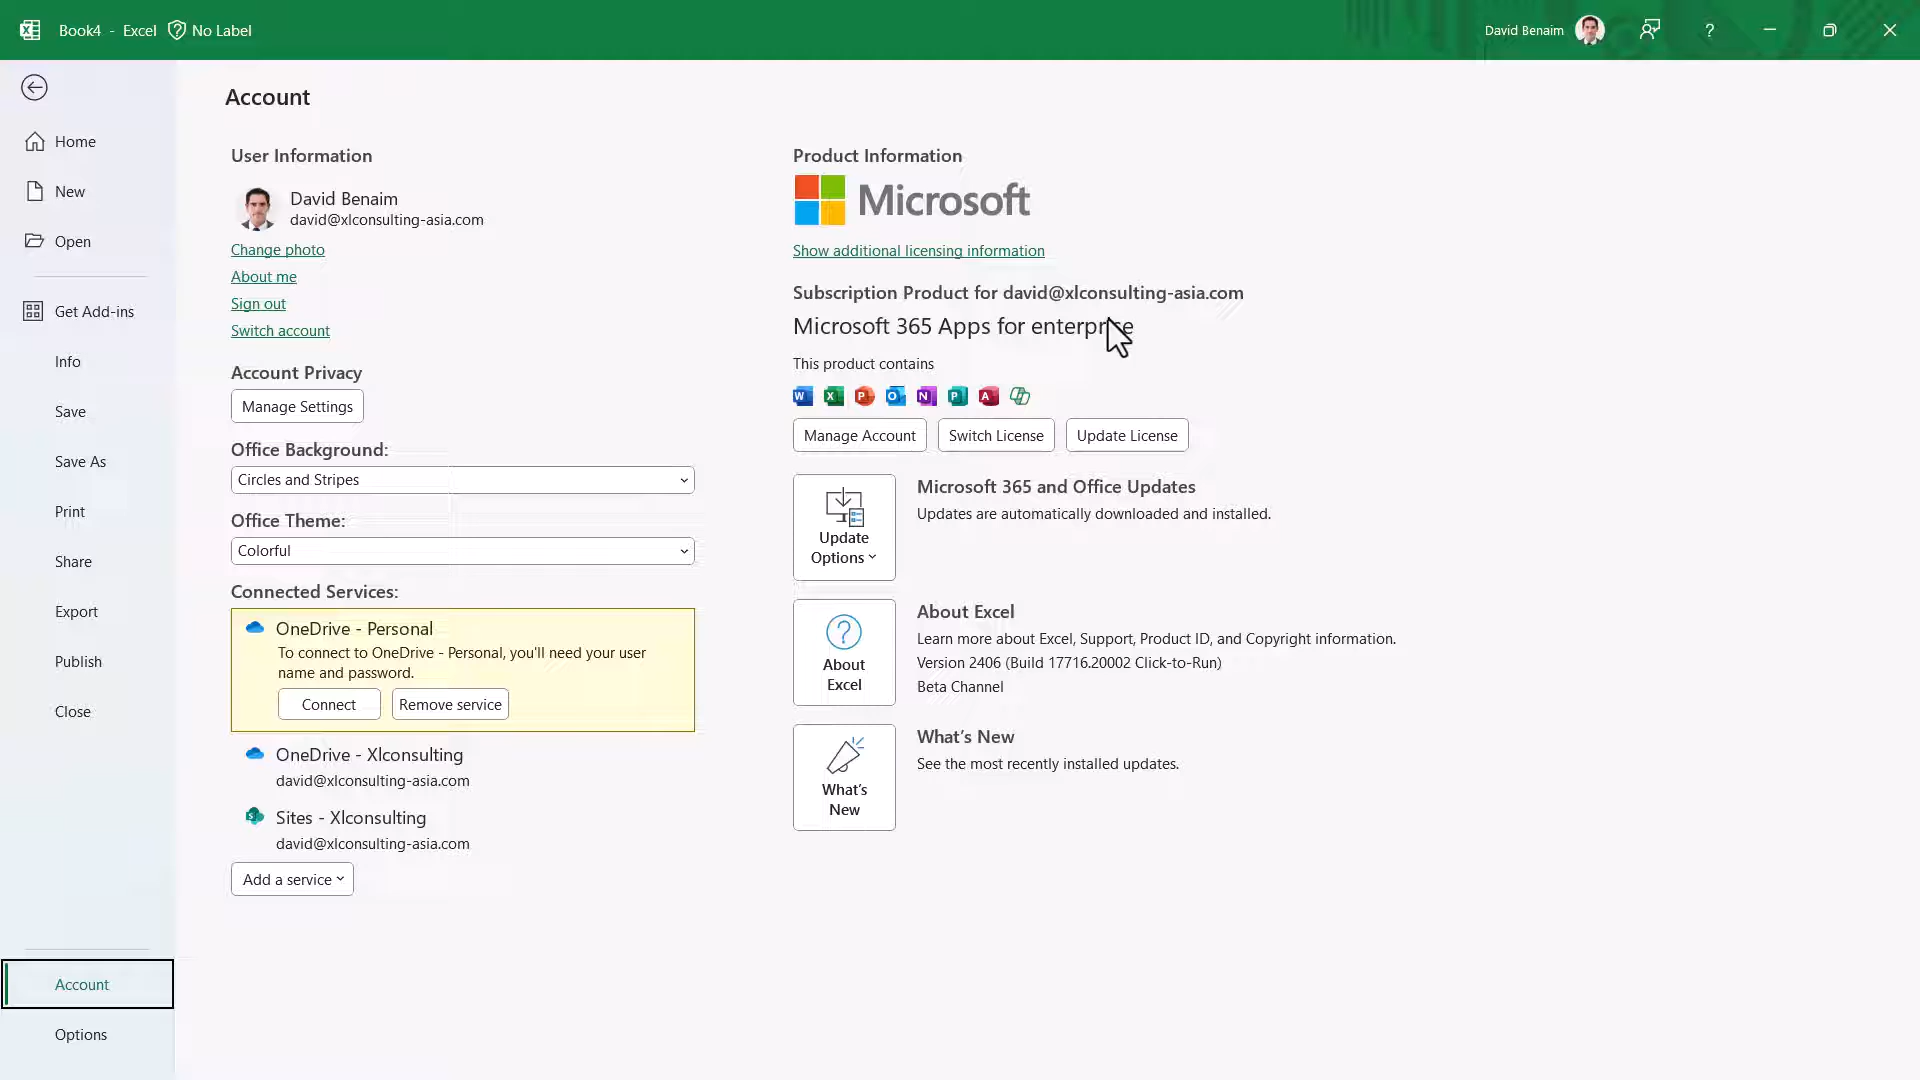 Book4 - Excel No Label
David Benaim
?
Account
Home
New
Open
Get Add-ins
Info
Save
Save As
Print
Share
Export
Publish
Close
Account
Options
User Information
David Benaim
david@xlconsulting-asia.com
Change photo
About me
Sign out
Switch account
Account Privacy
Manage Settings
Office Background:
Circles and Stripes
Office Theme:
Colorful
Connected Services:
OneDrive - Personal
To connect to OneDrive - Personal, you'll need your user
name and password.
Connect Remove service
OneDrive - Xlconsulting
david@xlconsulting-asia.com
Sites - Xlconsulting
david@xlconsulting-asia.com
Add a service
Product Information
Microsoft
Show additional licensing information
Subscription Product for david@xlconsulting-asia.com
Microsoft 365 Apps for enterprise
This product contains
W X P O N P A
Manage Account Switch License Update License
Update
Options
Microsoft 365 and Office Updates
Updates are automatically downloaded and installed.
?
About
Excel
About Excel
Learn more about Excel, Support, Product ID, and Copyright information.
Version 2406 (Build 17716.20002 Click-to-Run)
Beta Channel
What's
New
What's New
See the most recently installed updates.